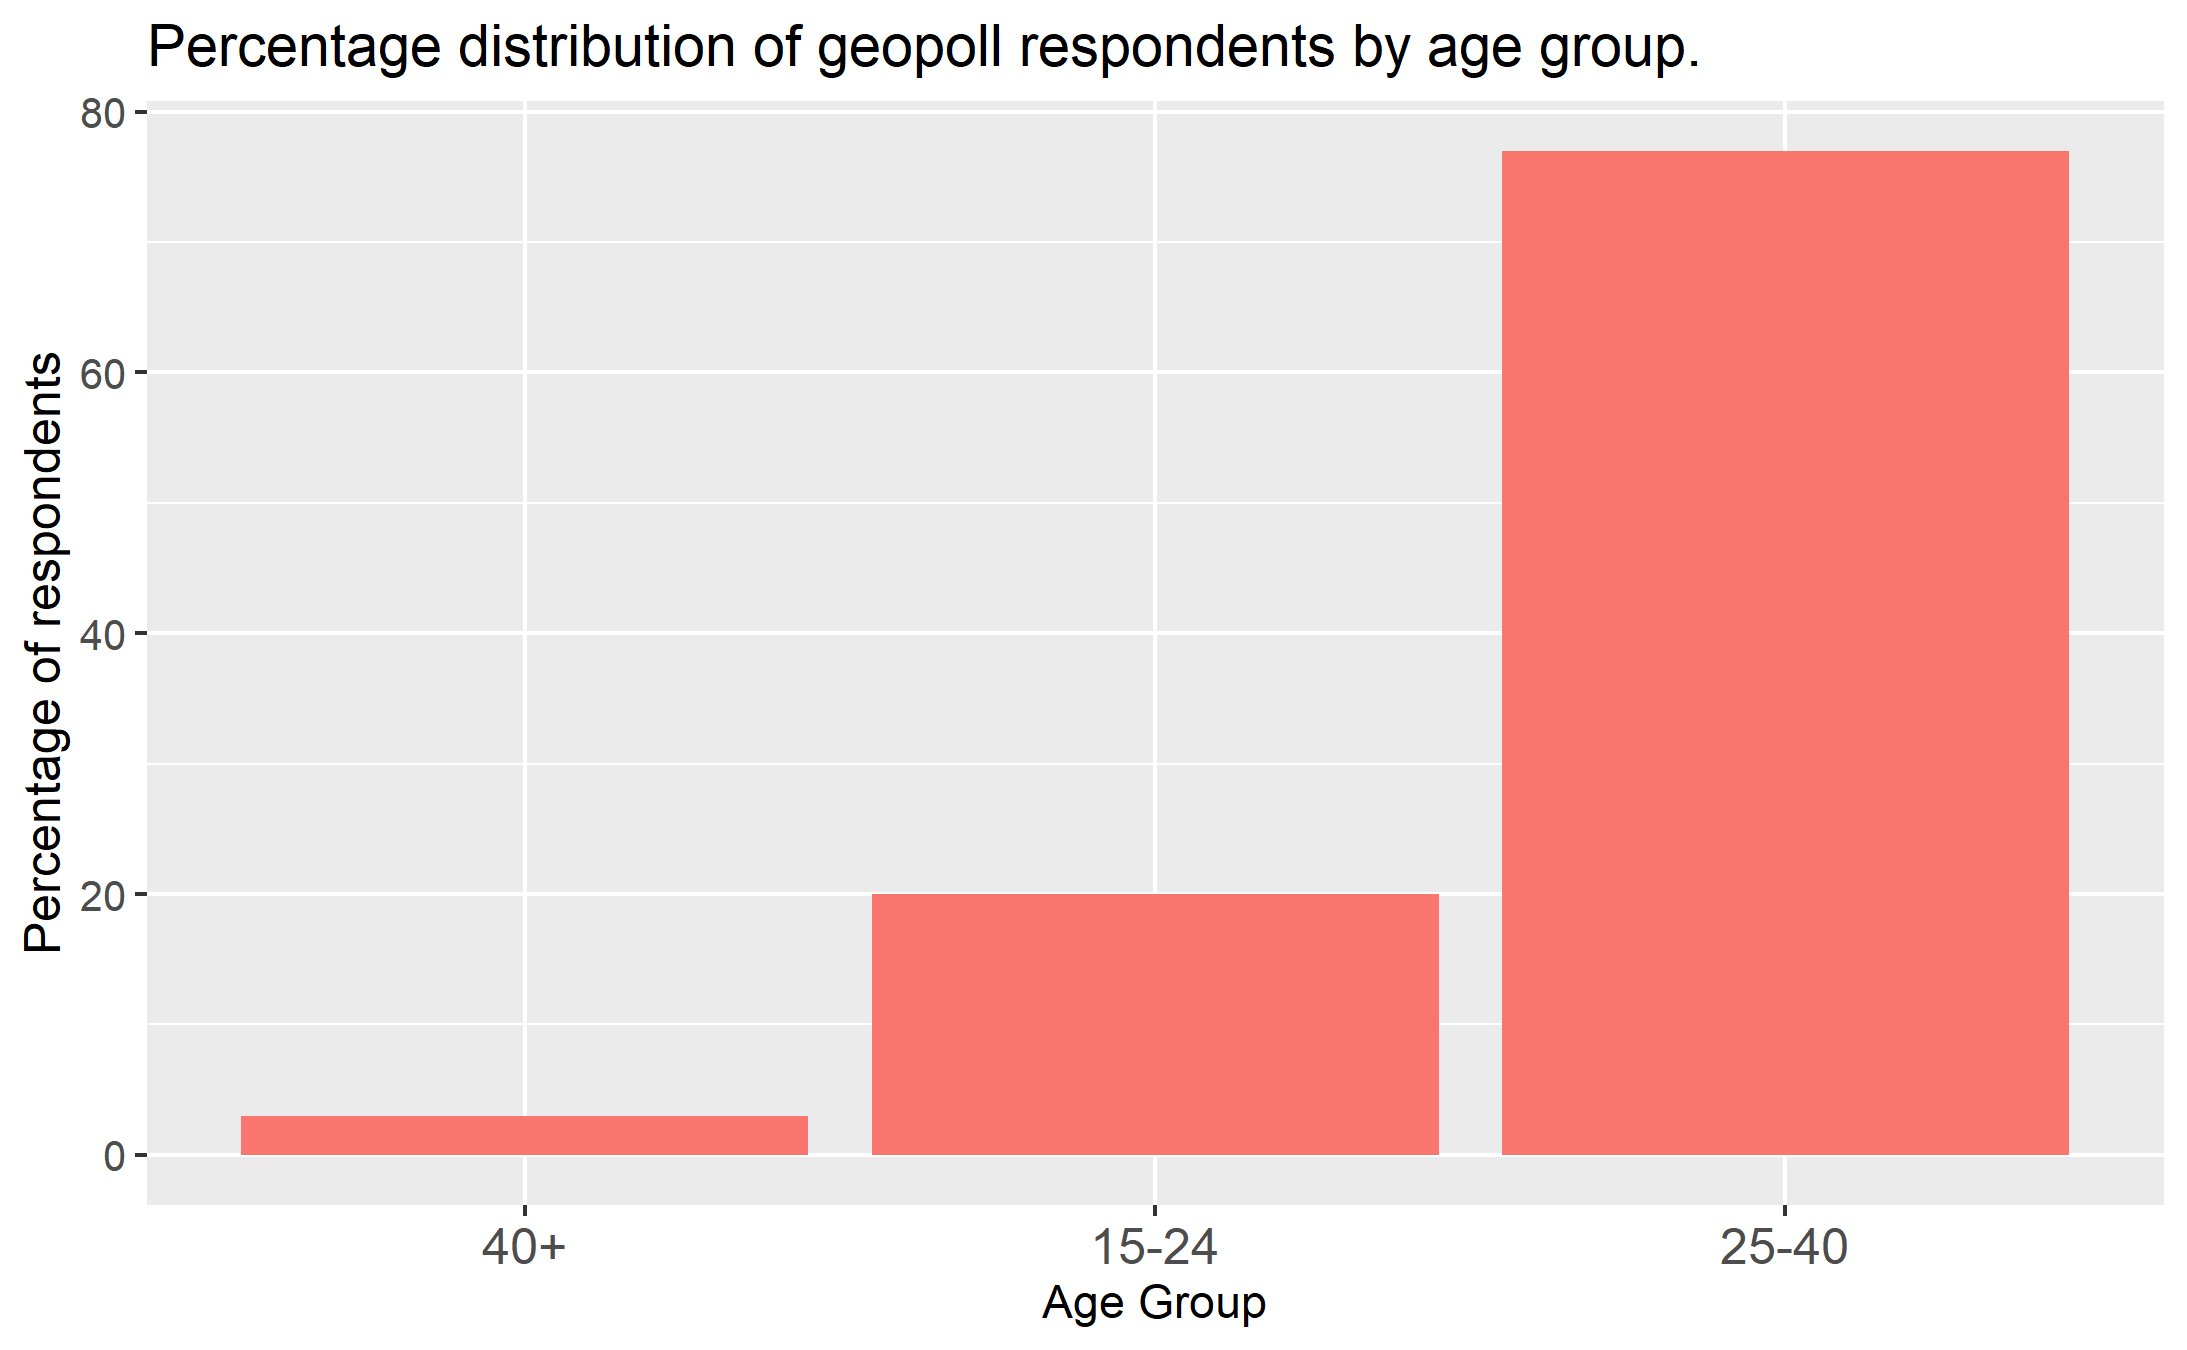 Percentage distribution of geopoll respondents by age group.
Percentage of respondents
80
60
40
20
0
40+
15-24
25-40
Age Group